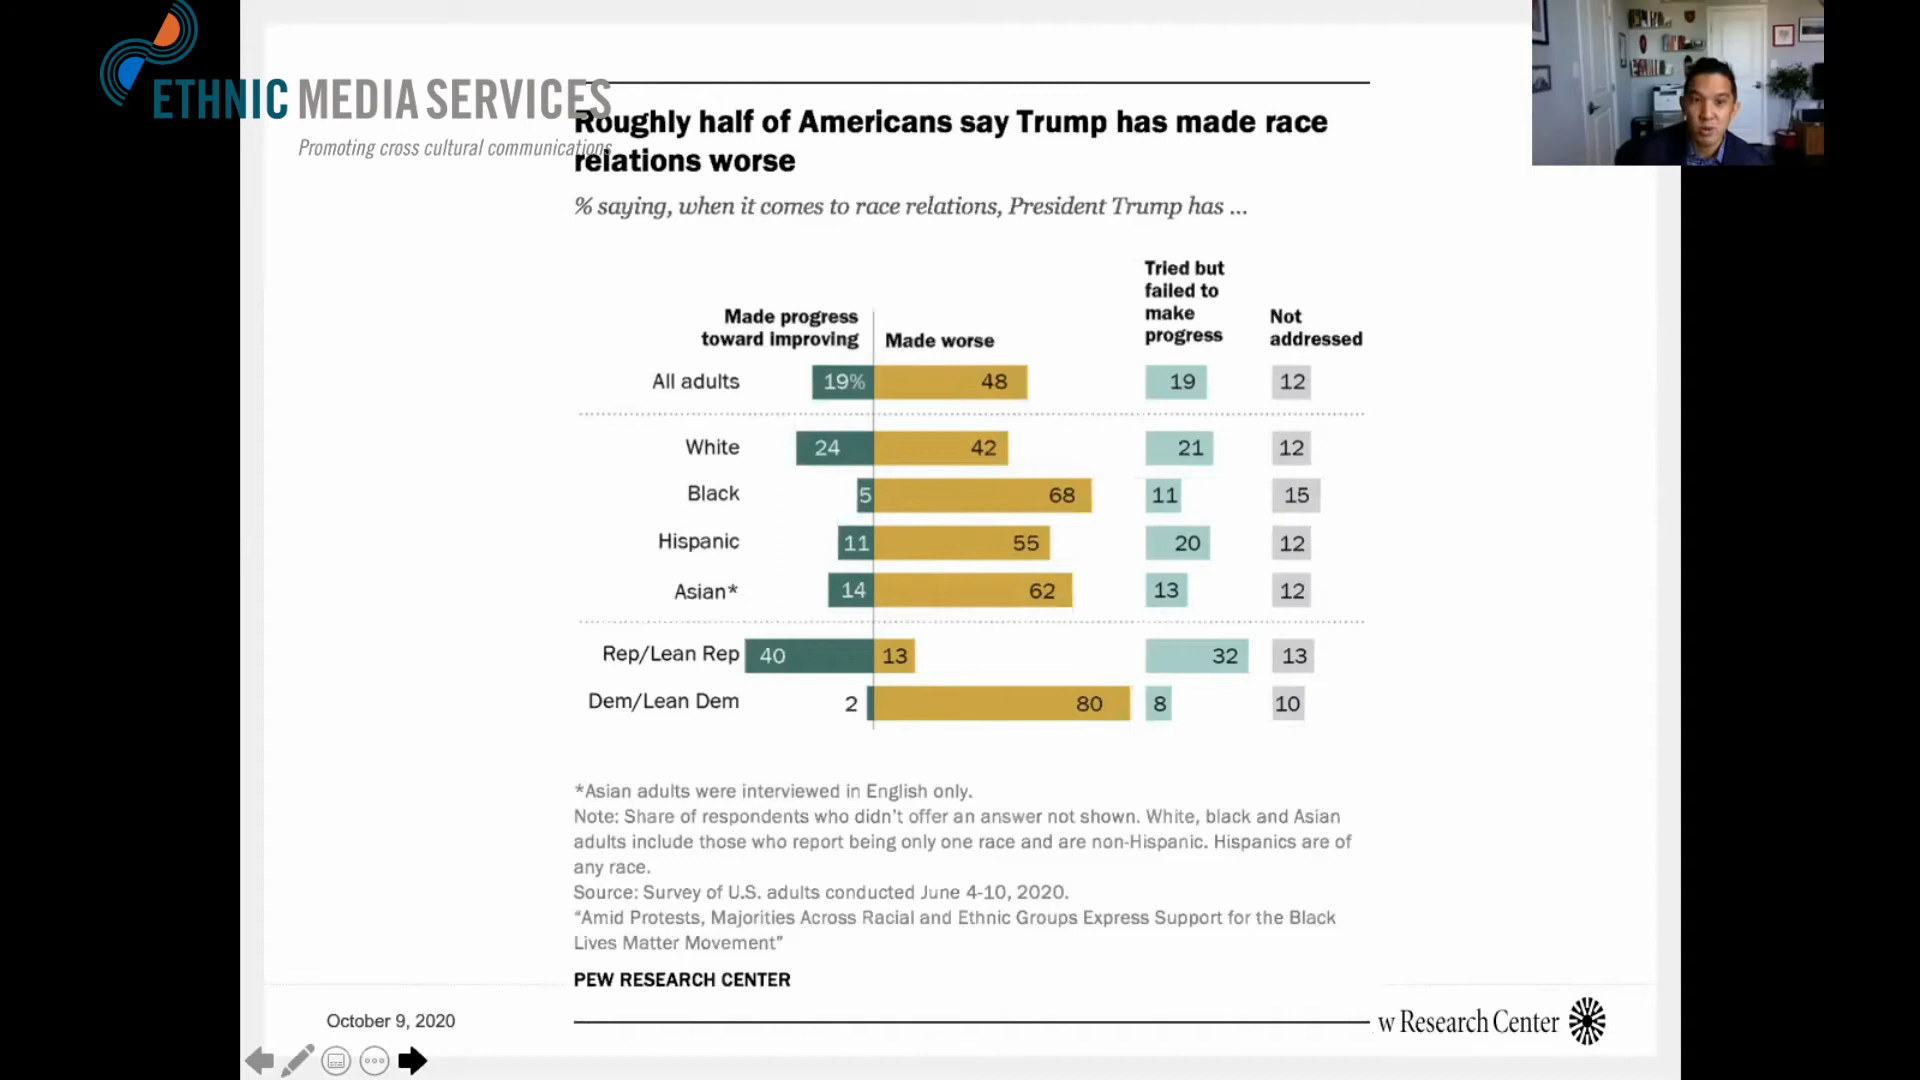 ETHNIC MEDIA SERVICES
Promoting cross cultural communications
Roughly half of Americans say Trump has made race
relations worse
% saying, when it comes to race relations, President Trump has ...
Made progress
toward improving
Made worse
Tried but
failed to
make
progress
Not
addressed
All adults 19% 48 19 12
White 24 42 21 12
Black 5 68 11 15
Hispanic 11 55 20 12
Asian* 14 62 13 12
Rep/Lean Rep 40 13 32 13
Dem/Lean Dem 2 80 8 10
*Asian adults were interviewed in English only.
Note: Share of respondents who didn't offer an answer not shown. White, black and Asian
adults include those who report being only one race and are non-Hispanic. Hispanics are of
any race.
Source: Survey of U.S. adults conducted June 4-10, 2020.
“Amid Protests, Majorities Across Racial and Ethnic Groups Express Support for the Black
Lives Matter Movement”
PEW RESEARCH CENTER
October 9, 2020
w Research Center